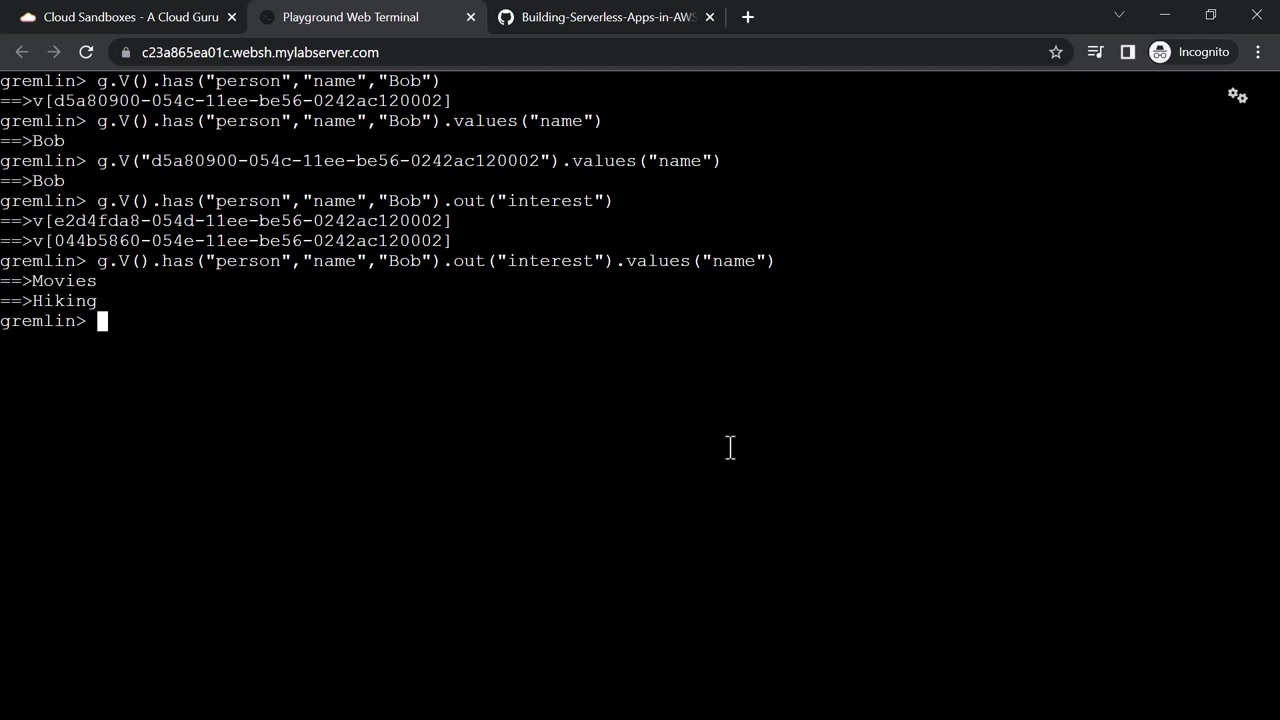 Cloud Sandboxes - A Cloud Guru
Playground Web Terminal
Building-Serverless-Apps-in-AWS
c23a865ea01c.websh.mylabserver.com
Incognito
gremlin> g.V().has("person","name","Bob")
==>v[d5a80900-054c-11ee-be56-0242ac120002]
gremlin> g.V().has("person","name","Bob").values("name")
==>Bob
gremlin> g.V("d5a80900-054c-11ee-be56-0242ac120002").values("name")
==>Bob
gremlin> g.V().has("person","name","Bob").out("interest")
==>v[e2d4fda8-054d-11ee-be56-0242ac120002]
==>v[044b5860-054e-11ee-be56-0242ac120002]
gremlin> g.V().has("person","name","Bob").out("interest").values("name")
==>Movies
==>Hiking
gremlin>